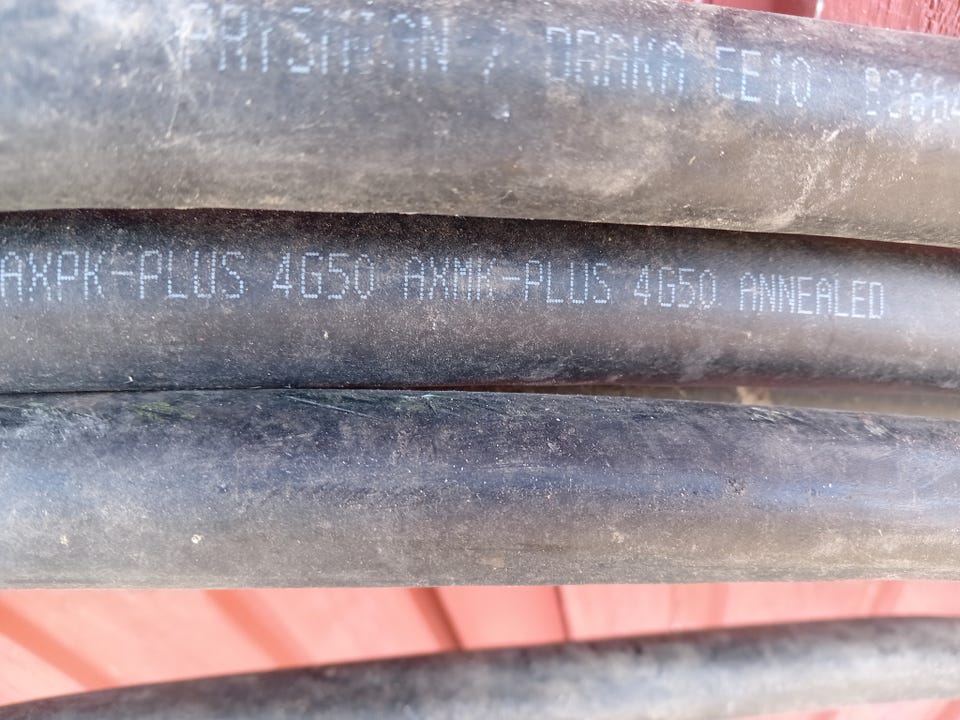 PRYSMIAN / DRAKA EE10
AXPK-PLUS 4G50 AXMK-PLUS 4G50 ANNEALED